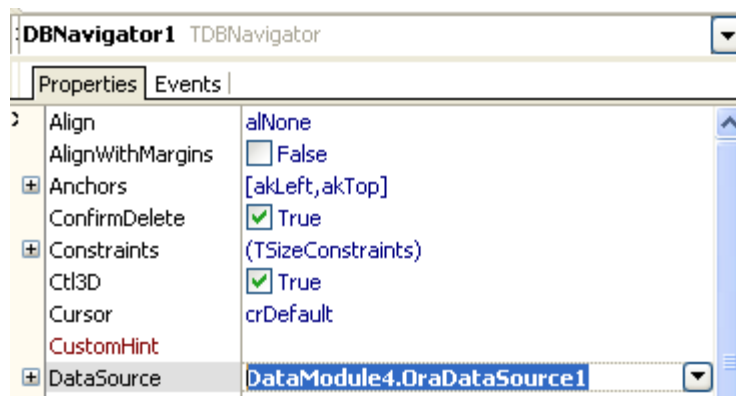 DBNavigator1 TDBNavigator
Properties Events
Align alNone
AlignWithMargins False
Anchors [akLeft,akTop]
ConfirmDelete True
Constraints (TSizeConstraints)
Ctl3D True
Cursor crDefault
CustomHint
DataSource DataModule4.OraDataSource1